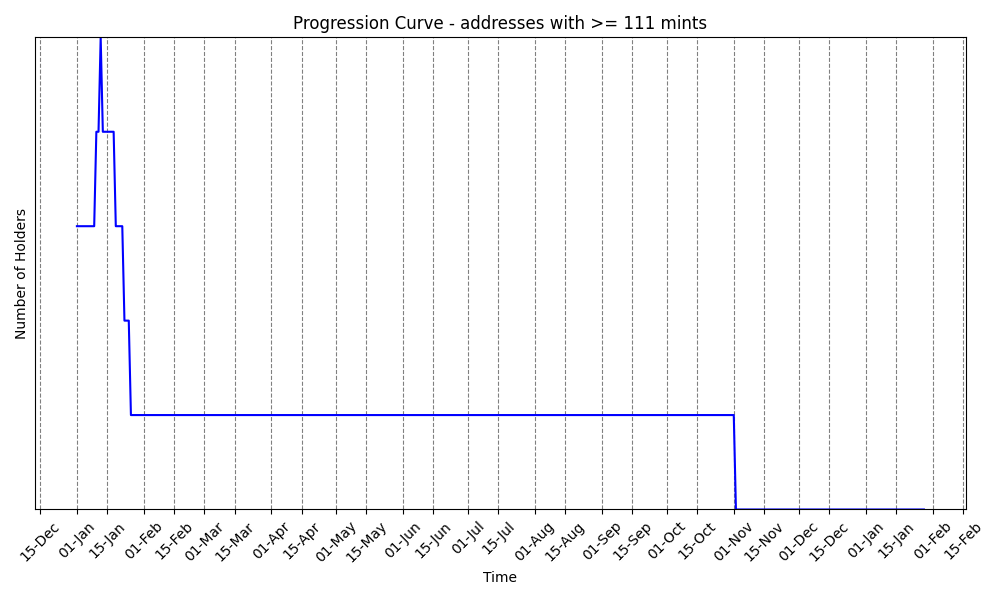 Progression Curve - addresses with >= 111 mints
Number of Holders
15-Dec
01-Jan
15-Jan
01-Feb
15-Feb
01-Mar
15-Mar
01-Apr
15-Apr
01-May
15-May
01-Jun
15-Jun
01-Jul
15-Jul
01-Aug
15-Aug
01-Sep
15-Sep
01-Oct
15-Oct
01-Nov
15-Nov
01-Dec
15-Dec
01-Jan
15-Jan
01-Feb
15-Feb
Time